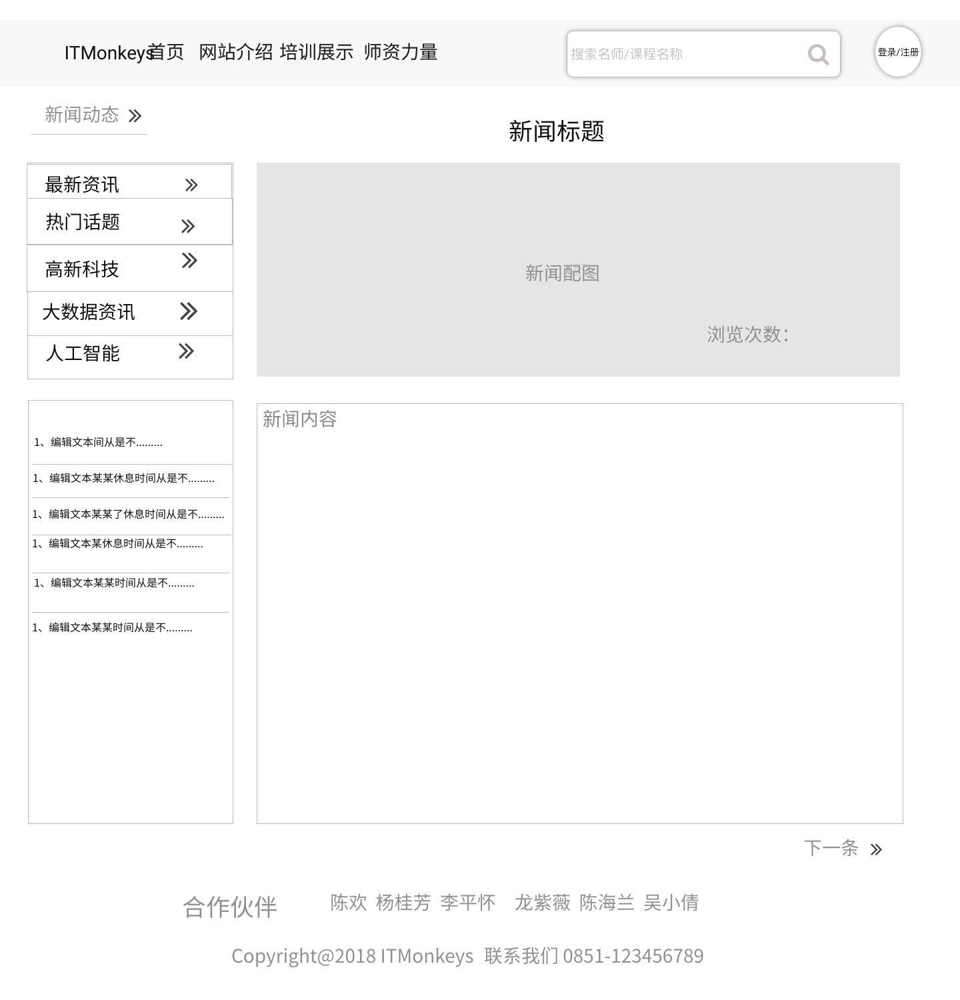 ITMonkeys 首页 网站介绍 培训展示 师资力量 搜索名师/课程名称 登录/注册
新闻动态
新闻标题
最新资讯
热门话题
高新科技
大数据资讯
人工智能
新闻配图
浏览次数：
1、编辑文本间从是不.........
1、编辑文本某某休息时间从是不.........
1、编辑文本某某了休息时间从是不.........
1、编辑文本某休息时间从是不.........
1、编辑文本某某时间从是不.........
1、编辑文本某某时间从是不.........
新闻内容
下一条
合作伙伴 陈欢 杨桂芳 李平怀 龙紫薇 陈海兰 吴小倩
Copyright@2018 ITMonkeys 联系我们 0851-123456789